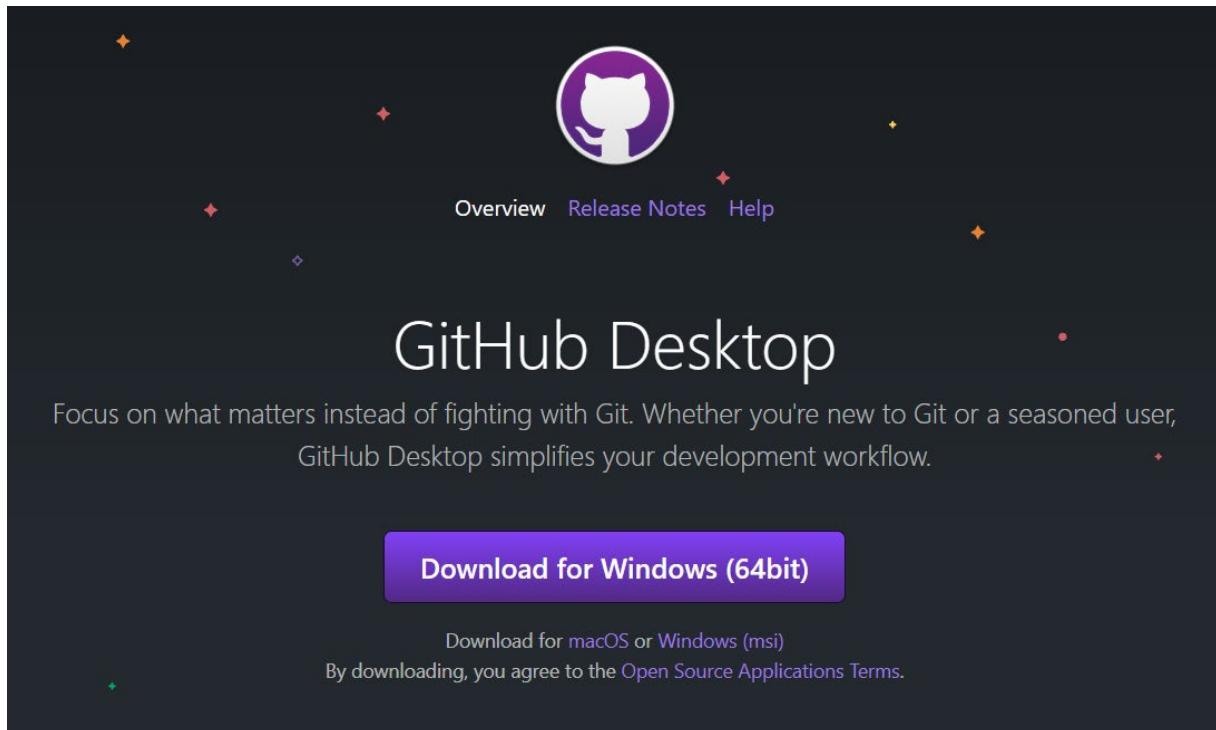 Overview Release Notes Help
GitHub Desktop
Focus on what matters instead of fighting with Git. Whether you're new to Git or a seasoned user,
GitHub Desktop simplifies your development workflow.
Download for Windows (64bit)
Download for macOS or Windows (msi)
By downloading, you agree to the Open Source Applications Terms.